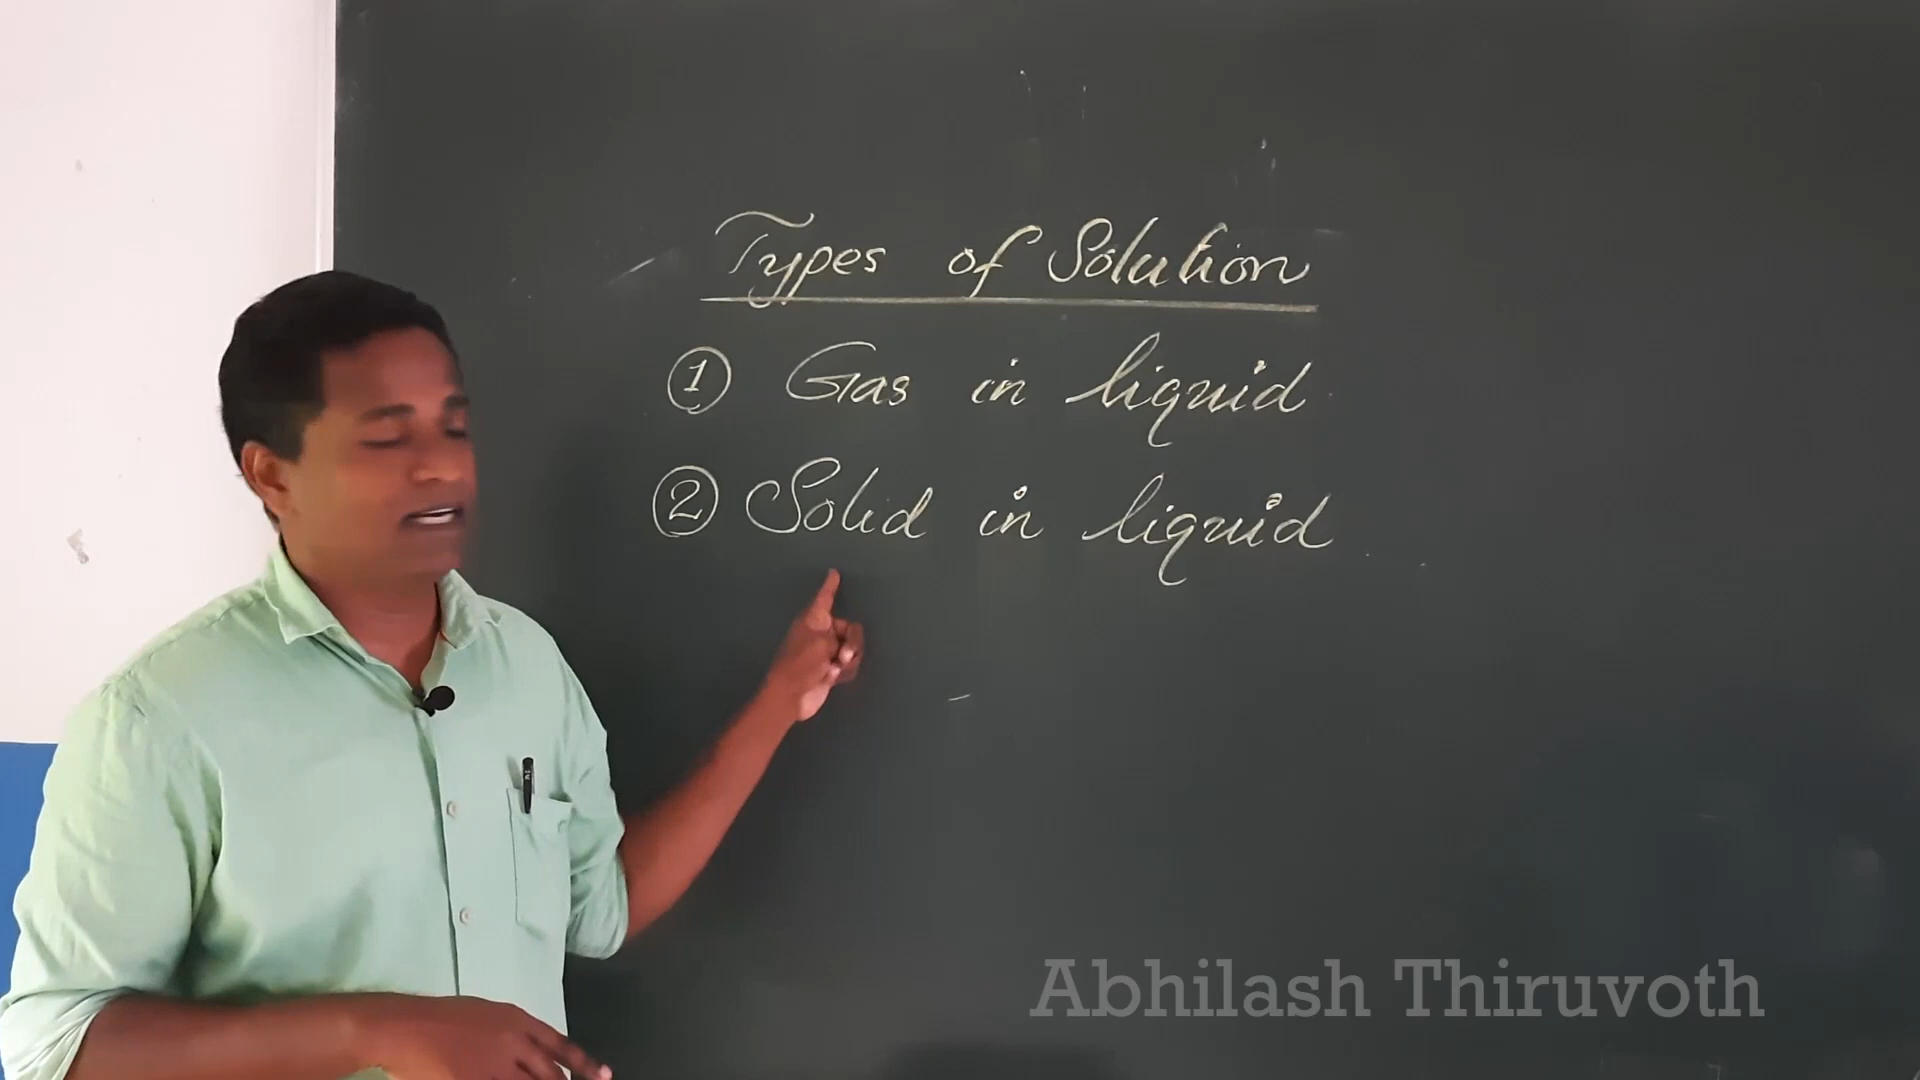 Types of Solution
① Gas in liquid
② Solid in liquid
Abhilash Thiruvoth